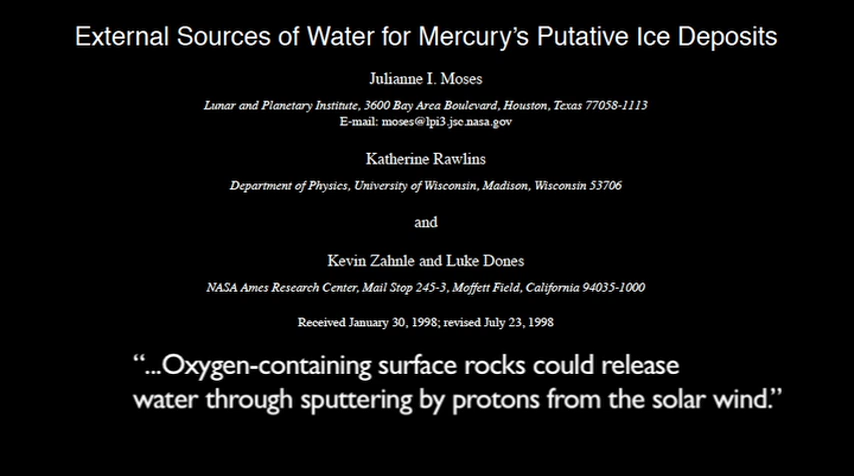 External Sources of Water for Mercury's Putative Ice Deposits
Julianne I. Moses
Lunar and Planetary Institute, 3600 Bay Area Boulevard, Houston, Texas 77058-1113
E-mail: moses@lpi3.jsc.nasa.gov
Katherine Rawlins
Department of Physics, University of Wisconsin, Madison, Wisconsin 53706
and
Kevin Zahnle and Luke Dones
NASA Ames Research Center, Mail Stop 245-3, Moffett Field, California 94035-1000
Received January 30, 1998; revised July 23, 1998
“...Oxygen-containing surface rocks could release
water through sputtering by protons from the solar wind.”